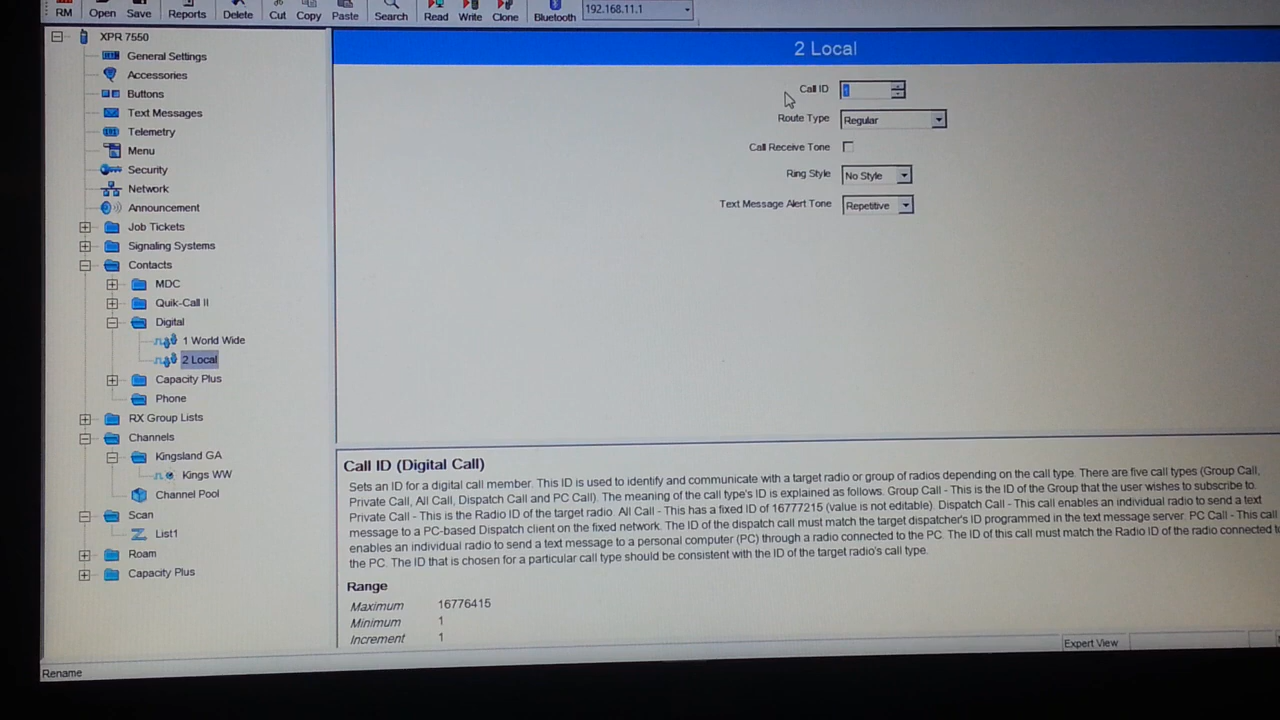 RM Open Save Reports Delete Cut Copy Paste Search Read Write Clone Bluetooth 192.168.11.1
XPR 7550
General Settings
Accessories
Buttons
Text Messages
Telemetry
Menu
Security
Network
Announcement
Job Tickets
Signaling Systems
Contacts
MDC
Quik-Call II
Digital
1 World Wide
2 Local
Capacity Plus
Phone
RX Group Lists
Channels
Kingsland GA
Kings WW
Channel Pool
Scan
List1
Roam
Capacity Plus
2 Local
Call ID 1
Route Type Regular
Call Receive Tone
Ring Style No Style
Text Message Alert Tone Repetitive
Call ID (Digital Call)
Sets an ID for a digital call member. This ID is used to identify and communicate with a target radio or group of radios depending on the call type. There are five call types (Group Call,
Private Call, All Call, Dispatch Call and PC Call). The meaning of the call type's ID is explained as follows. Group Call - This is the ID of the Group that the user wishes to subscribe to.
Private Call - This is the Radio ID of the target radio. All Call - This has a fixed ID of 16777215 (value is not editable). Dispatch Call - This call enables an individual radio to send a text
message to a PC-based Dispatch client on the fixed network. The ID of the dispatch call must match the target dispatcher's ID programmed in the text message server. PC Call - This call
enables an individual radio to send a text message to a personal computer (PC) through a radio connected to the PC. The ID of this call must match the Radio ID of the radio connected to
the PC. The ID that is chosen for a particular call type should be consistent with the ID of the target radio's call type.
Range
Maximum 16776415
Minimum 1
Increment 1
Expert View
Rename